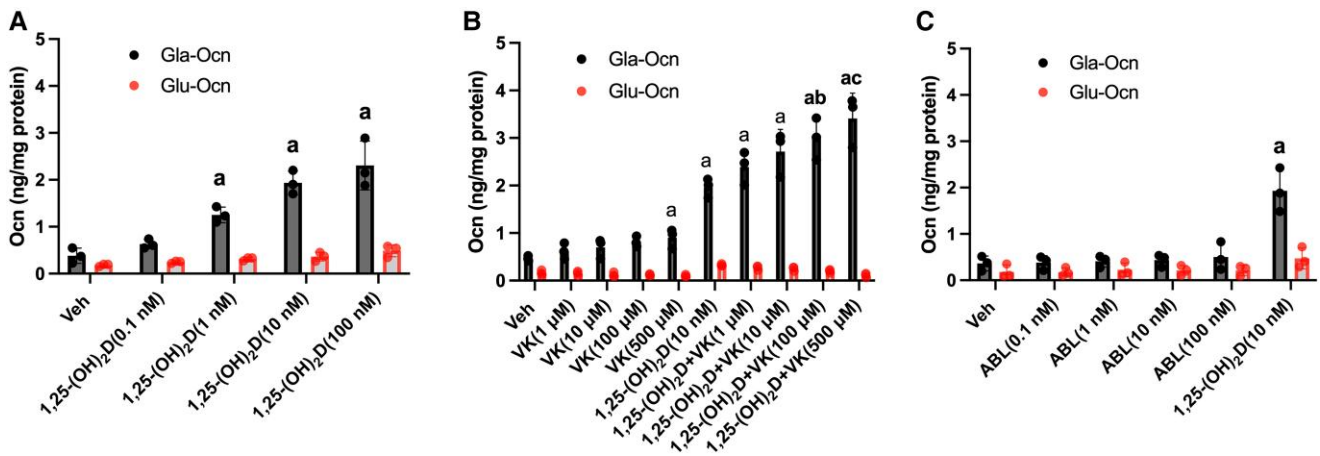 A
Ocn (ng/mg protein)
5
4
3
2
1
0
Gla-Ocn
Glu-Ocn
a
a
a
Veh
1,25-(OH)₂D(0.1 nM)
1,25-(OH)₂D(1 nM)
1,25-(OH)₂D(10 nM)
1,25-(OH)₂D(100 nM)
B
Ocn (ng/mg protein)
5
4
3
2
1
0
Gla-Ocn
Glu-Ocn
a
a
a
a
ab
ac
Veh
VK(1 µM)
VK(10 µM)
VK(100 µM)
VK(500 µM)
1,25-(OH)₂D(10 nM)
1,25-(OH)₂D+VK(1 µM)
1,25-(OH)₂D+VK(10 µM)
1,25-(OH)₂D+VK(100 µM)
1,25-(OH)₂D+VK(500 µM)
C
Ocn (ng/mg protein)
5
4
3
2
1
0
Gla-Ocn
Glu-Ocn
a
Veh
ABL(0.1 nM)
ABL(1 nM)
ABL(10 nM)
ABL(100 nM)
1,25-(OH)₂D(10 nM)